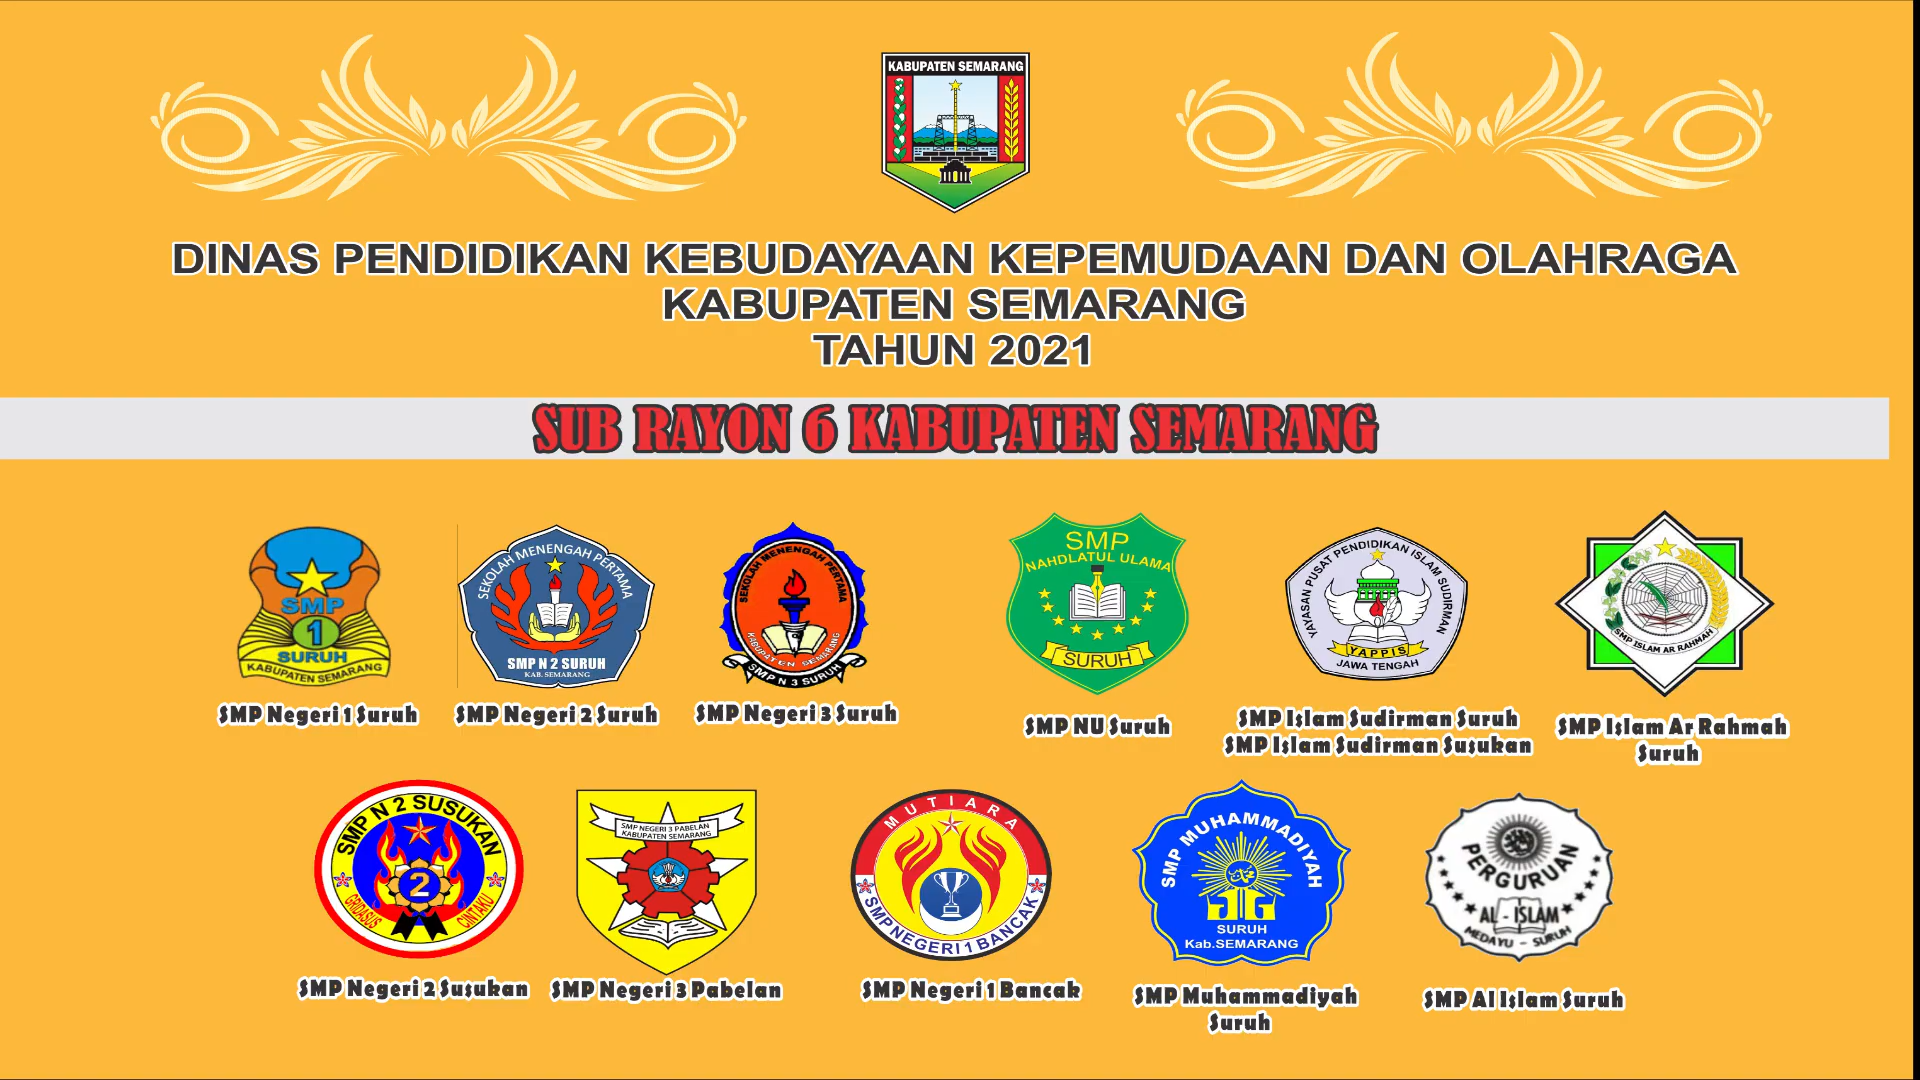 KABUPATEN SEMARANG
DINAS PENDIDIKAN KEBUDAYAAN KEPEMUDAAN DAN OLAHRAGA
KABUPATEN SEMARANG
TAHUN 2021
SUB RAYON 6 KABUPATEN SEMARANG
SMP
1
SURUH
KABUPATEN SEMARANG
SMP Negeri 1 Suruh
SEKOLAH MENENGAH PERTAMA
SMP N 2 SURUH
KAB. SEMARANG
SMP Negeri 2 Suruh
SEKOLAH MENENGAH PERTAMA
KABUPATEN SEMARANG
SMP N 3 SURUH
SMP Negeri 3 Suruh
SMP
NAHDLATUL ULAMA
SURUH
SMP NU Suruh
YAYASAN PUSAT PENDIDIKAN ISLAM SUDIRMAN
YAPPIS
JAWA TENGAH
SMP Islam Sudirman Suruh
SMP Islam Sudirman Susukan
SMP ISLAM AR RAHMAH
SMP Islam Ar Rahmah
Suruh
SMP N 2 SUSUKAN
2
GRIDASUS CINTAKU
SMP Negeri 2 Susukan
SMP NEGERI 3 PABELAN
KABUPATEN SEMARANG
SMP Negeri 3 Pabelan
MUTIARA
SMP NEGERI 1 BANCAK
SMP Negeri 1 Bancak
SMP MUHAMMADIYAH
SURUH
Kab.SEMARANG
SMP Muhammadiyah
Suruh
PERGURUAN
AL - ISLAM
MEDAYU - SURUH
SMP Al Islam Suruh